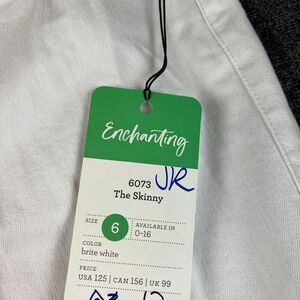 Enchanting
6073 JR
The Skinny
SIZE 6 AVAILABLE IN
0-16
COLOR
brite white
PRICE
USA 125 | CAN 156 | UK 99